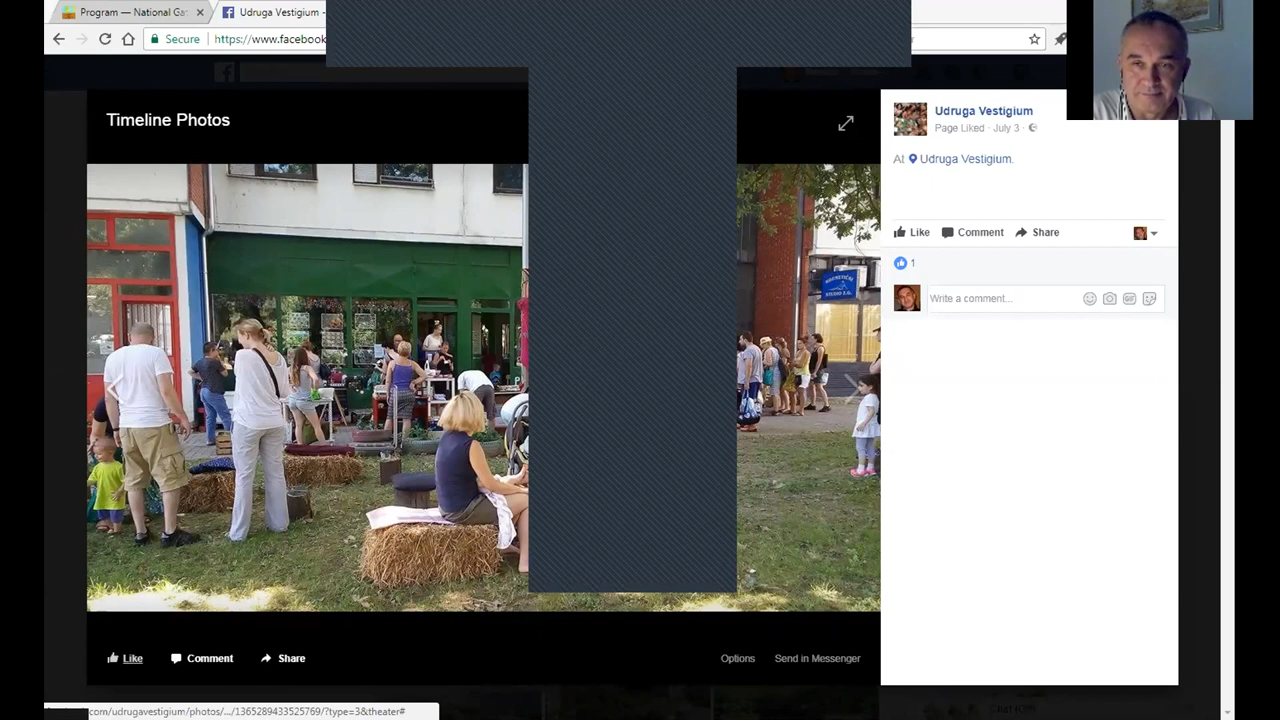 Program — National Ga
Udruga Vestigium -
Secure
https://www.facebook
Timeline Photos
Udruga Vestigium
Page Liked · July 3 ·
At Udruga Vestigium.
Like Comment Share
1
Write a comment...
STUDIO S.G.
Like Comment Share
Options Send in Messenger
com/udrugavestigium/photos/.../1365289433525769/?type=3&theater#